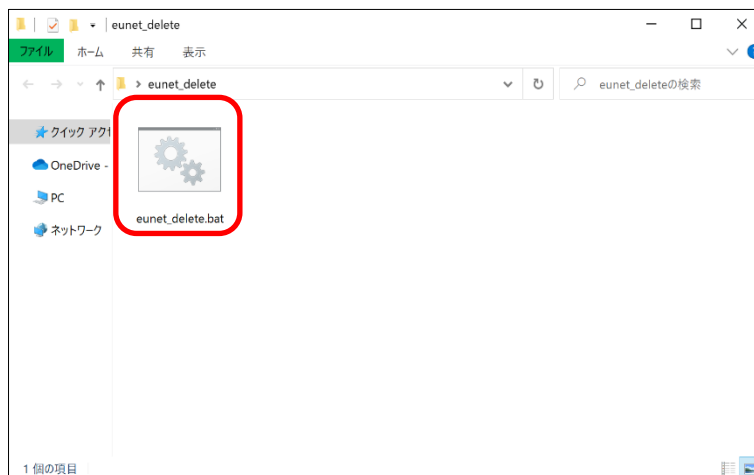 eunet_delete
ファイル ホーム 共有 表示
eunet_delete eunet_deleteの検索
クイック アクセ
OneDrive -
PC
ネットワーク
eunet_delete.bat
1 個の項目